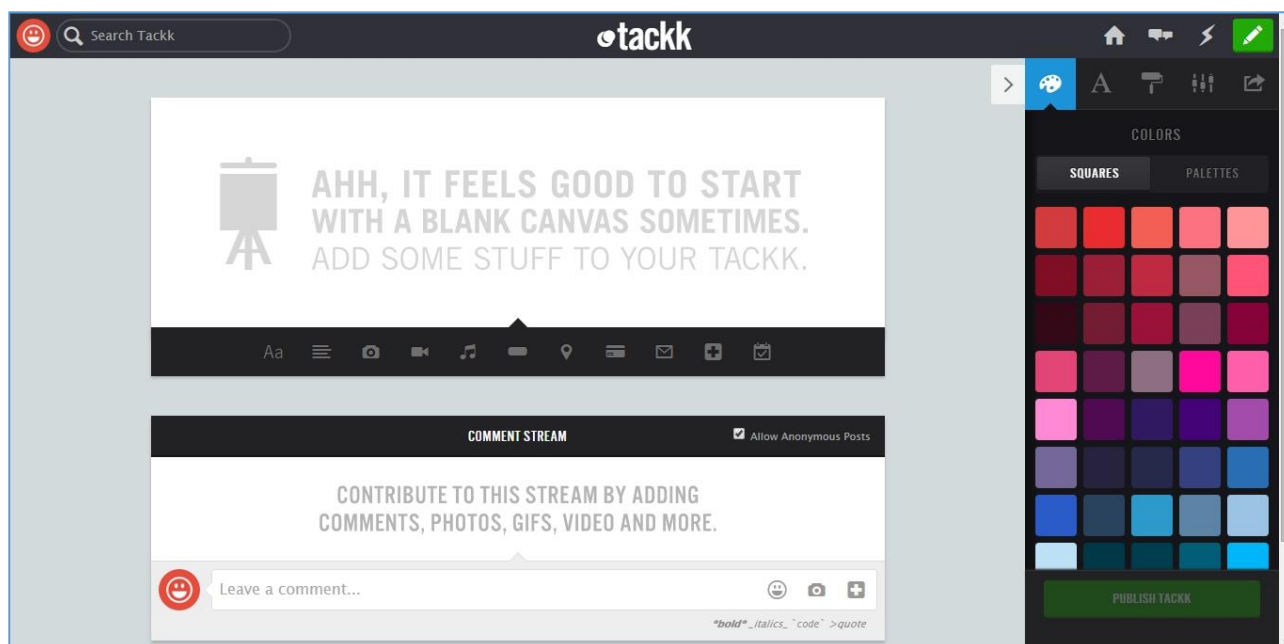 Search Tackk
tackk
COLORS
SQUARES PALETTES
AHH, IT FEELS GOOD TO START
WITH A BLANK CANVAS SOMETIMES.
ADD SOME STUFF TO YOUR TACKK.
Aa
COMMENT STREAM
Allow Anonymous Posts
CONTRIBUTE TO THIS STREAM BY ADDING
COMMENTS, PHOTOS, GIFS, VIDEO AND MORE.
Leave a comment...
*bold* _italics_ `code` >quote
PUBLISH TACKK